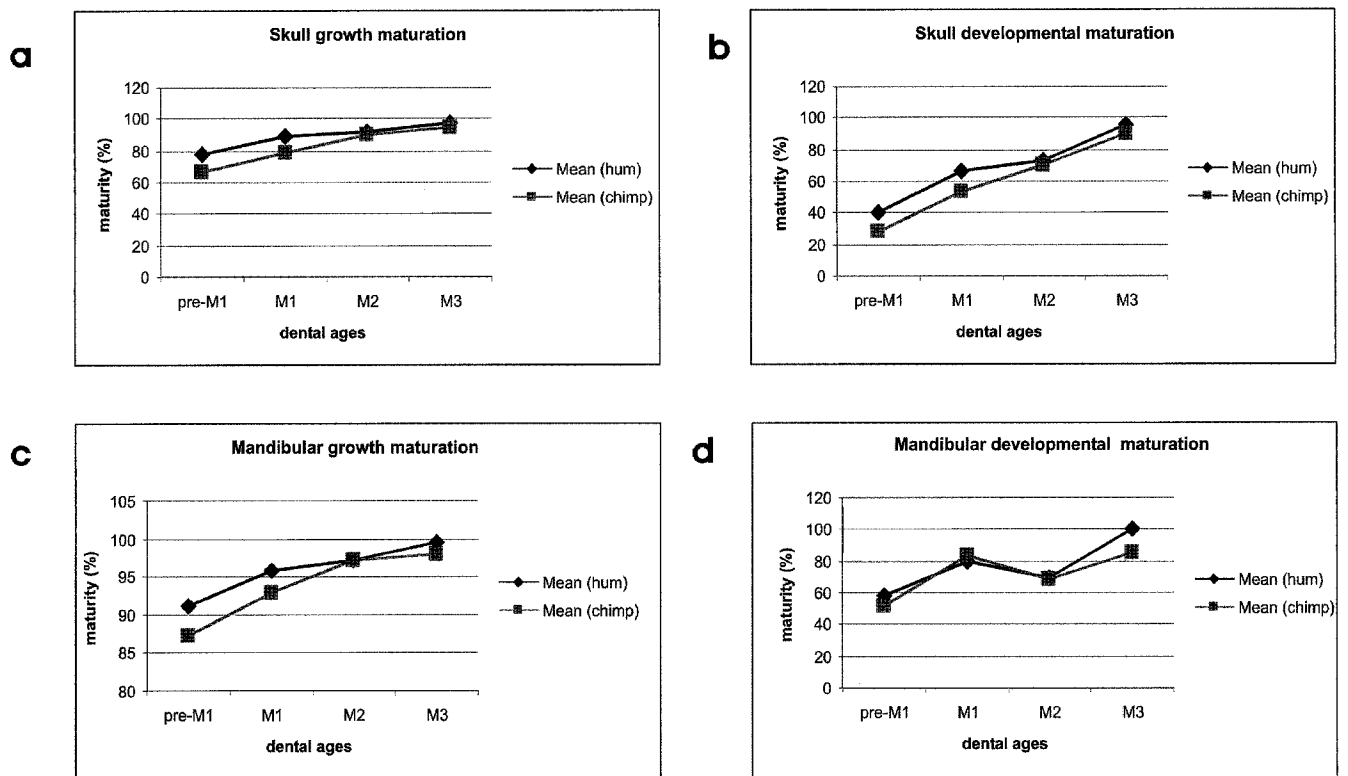 a
Skull growth maturation
120
100
80
60
40
20
0
maturity (%)
pre-M1 M1 M2 M3
dental ages
Mean (hum)
Mean (chimp)
b
Skull developmental maturation
120
100
80
60
40
20
0
maturity (%)
pre-M1 M1 M2 M3
dental ages
Mean (hum)
Mean (chimp)
c
Mandibular growth maturation
105
100
95
90
85
80
maturity (%)
pre-M1 M1 M2 M3
dental ages
Mean (hum)
Mean (chimp)
d
Mandibular developmental maturation
120
100
80
60
40
20
0
maturity (%)
pre-M1 M1 M2 M3
dental ages
Mean (hum)
Mean (chimp)